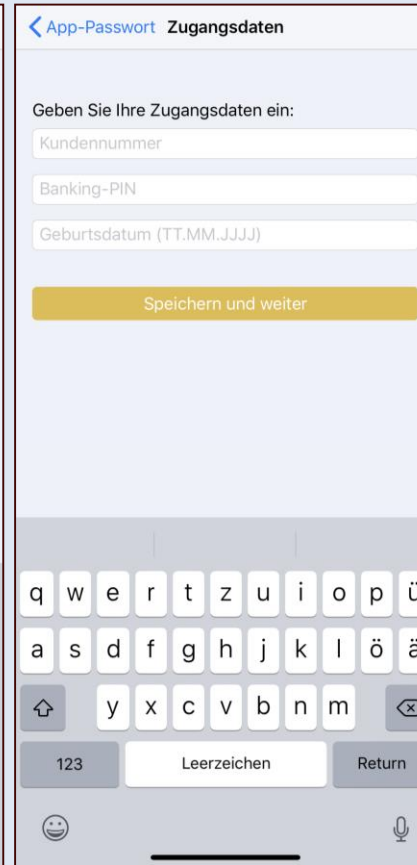 App-Passwort Zugangsdaten
Geben Sie Ihre Zugangsdaten ein:
Kundennummer
Banking-PIN
Geburtsdatum (TT.MM.JJJJ)
Speichern und weiter
q w e r t z u i o p ü
a s d f g h j k l ö ä
y x c v b n m
123 Leerzeichen Return